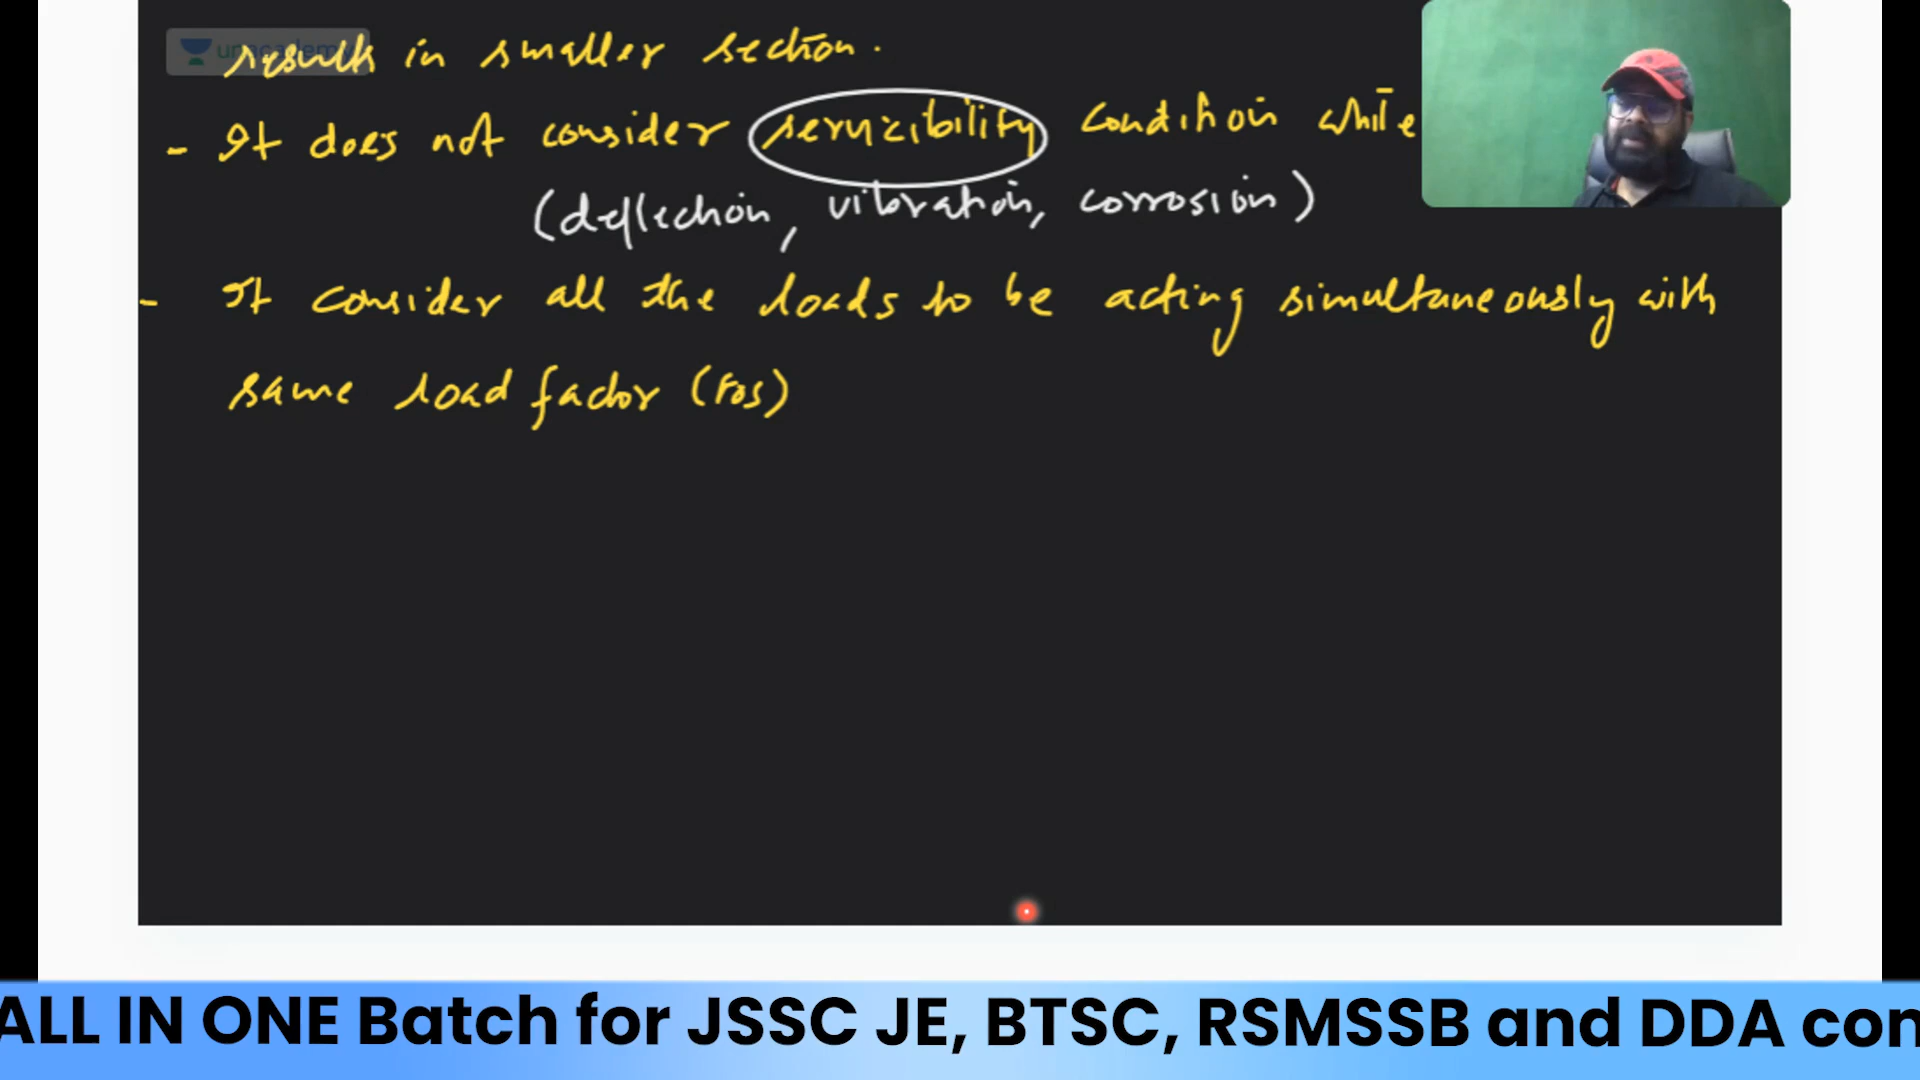 unacademy
results in smaller section.
- It does not consider servicibility condition while
(deflection, vibration, corrosion)
- It consider all the loads to be acting simultaneously with
same load factor (FOS)
ALL IN ONE Batch for JSSC JE, BTSC, RSMSSB and DDA con